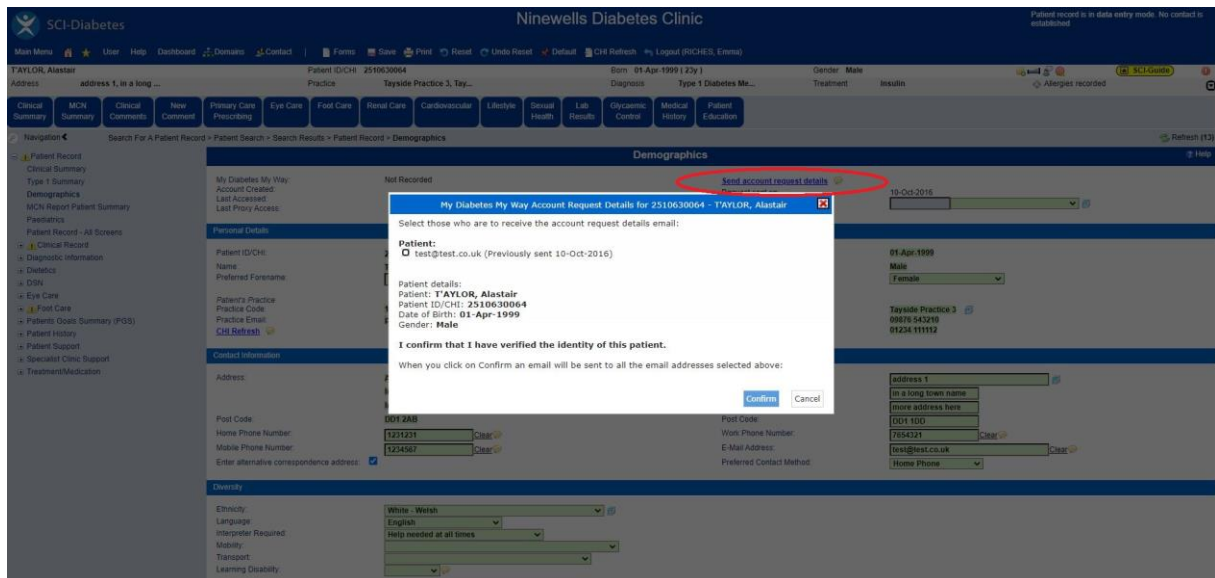 SCI-Diabetes
Ninewells Diabetes Clinic
Patient record is in data entry mode. No contact is
established
Main Menu User Help Dashboard Domains Contact | Forms Save Print Reset Undo Reset Default CHI Refresh Logout (RICHES, Emma)
T'AYLOR, Alastair Patient ID/CHI 2510630064 Born 01-Apr-1999 ( 23y ) Gender Male SCI-Guide
Address address 1, in a long ... Practice Tayside Practice 3, Tay... Diagnosis Type 1 Diabetes Me... Treatment Insulin Allergies recorded
Clinical Summary MCN Summary Clinical Comments New Comment Primary Care Prescribing Eye Care Foot Care Renal Care Cardiovascular Lifestyle Sexual Health Lab Results Glycaemic Control Medical History Patient Education
Navigation Search For A Patient Record > Patient Search > Search Results > Patient Record > Demographics Refresh (13)
Patient Record
Clinical Summary
Type 1 Summary
Demographics
MCN Report Patient Summary
Paediatrics
Patient Record - All Screens
Clinical Record
Diagnostic Information
Dietetics
DSN
Eye Care
Foot Care
Patients Goals Summary (PGS)
Patient History
Patient Support
Specialist Clinic Support
Treatment/Medication
Demographics Help
My Diabetes My Way: Not Recorded Send account request details
Account Created:
10-Oct-2016
Last Accessed:
Last Proxy Access:
My Diabetes My Way Account Request Details for 2510630064 - T'AYLOR, Alastair
Select those who are to receive the account request details email:
Patient:
test@test.co.uk (Previously sent 10-Oct-2016)
Patient details:
Patient: T'AYLOR, Alastair
Patient ID/CHI: 2510630064
Date of Birth: 01-Apr-1999
Gender: Male
I confirm that I have verified the identity of this patient.
When you click on Confirm an email will be sent to all the email addresses selected above:
Confirm Cancel
Personal Details
Patient ID/CHI: 01-Apr-1999
Name: Male
Preferred Forename: Female
Patient's Practice
Practice Code: Tayside Practice 3
Practice Email: 09876 543210
CHI Refresh 01234 111112
Contact Information
Address: address 1
in a long town name
more address here
DD1 1DD
Post Code: DD1 2AB Post Code:
Home Phone Number: 1231231 Clear Work Phone Number: 7654321 Clear
Mobile Phone Number: 1234567 Clear E-Mail Address: test@test.co.uk Clear
Enter alternative correspondence address: Preferred Contact Method: Home Phone
Diversity
Ethnicity: White - Welsh
Language: English
Interpreter Required: Help needed at all times
Mobility:
Transport:
Learning Disability: